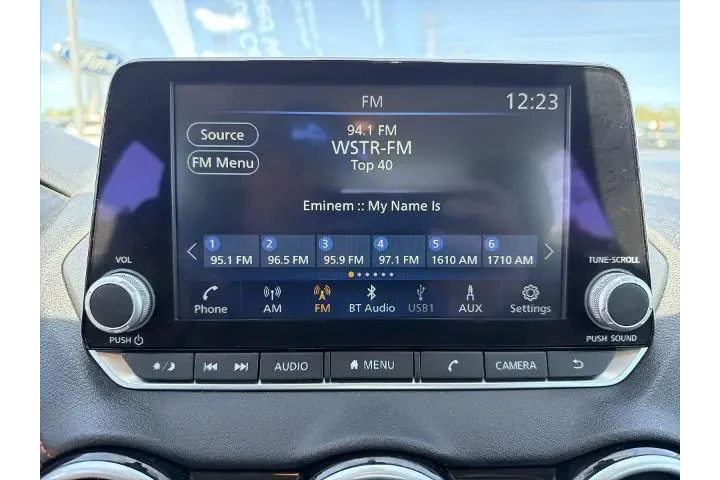 Ford
FM
12:23
Source
94.1 FM
WSTR-FM
FM Menu
Top 40
Eminem :: My Name Is
1 2 3 4 5 6
95.1 FM 96.5 FM 95.9 FM 97.1 FM 1610 AM 1710 AM
VOL
TUNE•SCROLL
Phone AM FM BT Audio USB1 AUX Settings
PUSH
PUSH SOUND
AUDIO MENU CAMERA